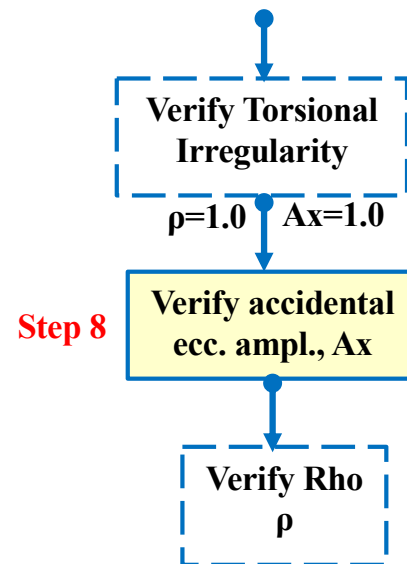 Verify Torsional
Irregularity
ρ=1.0 Ax=1.0
Step 8
Verify accidental
ecc. ampl., Ax
Verify Rho
ρ